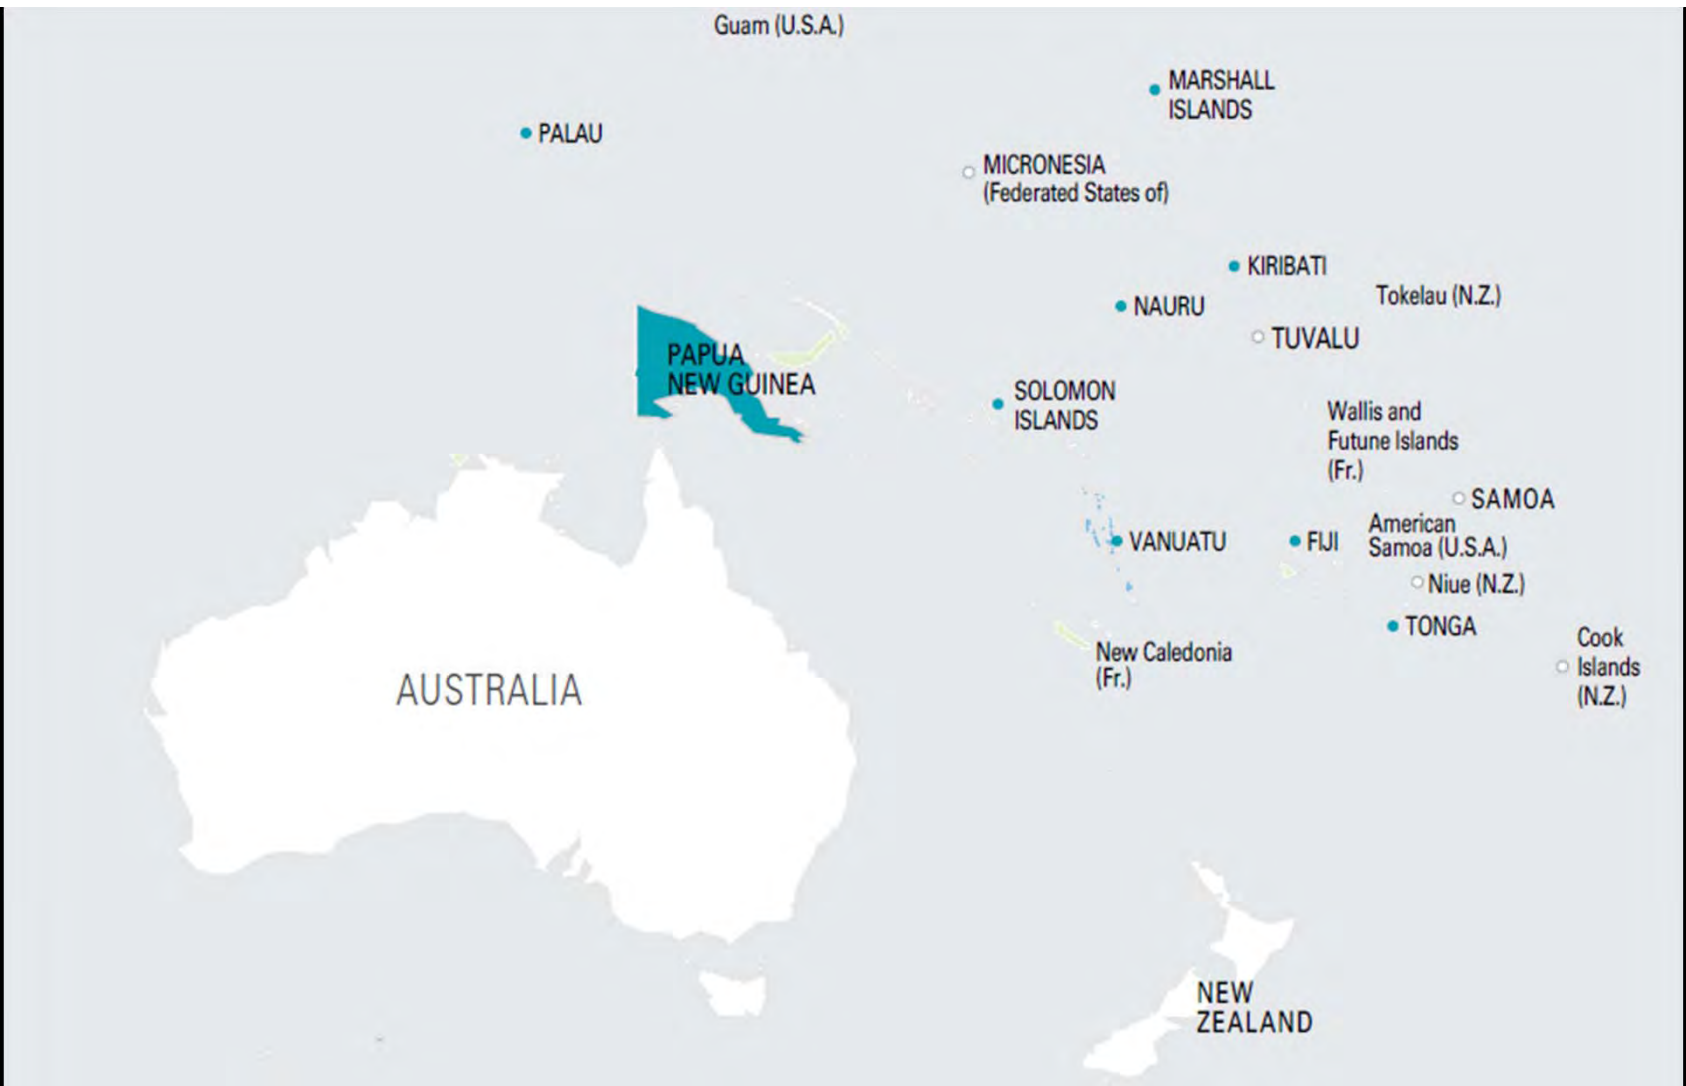 Guam (U.S.A.)
MARSHALL
ISLANDS
PALAU
MICRONESIA
(Federated States of)
KIRIBATI
Tokelau (N.Z.)
NAURU
TUVALU
PAPUA
NEW GUINEA
SOLOMON
ISLANDS
Wallis and
Futune Islands
(Fr.)
SAMOA
American
Samoa (U.S.A.)
VANUATU
FIJI
Niue (N.Z.)
TONGA
Cook
Islands
(N.Z.)
New Caledonia
(Fr.)
AUSTRALIA
NEW
ZEALAND